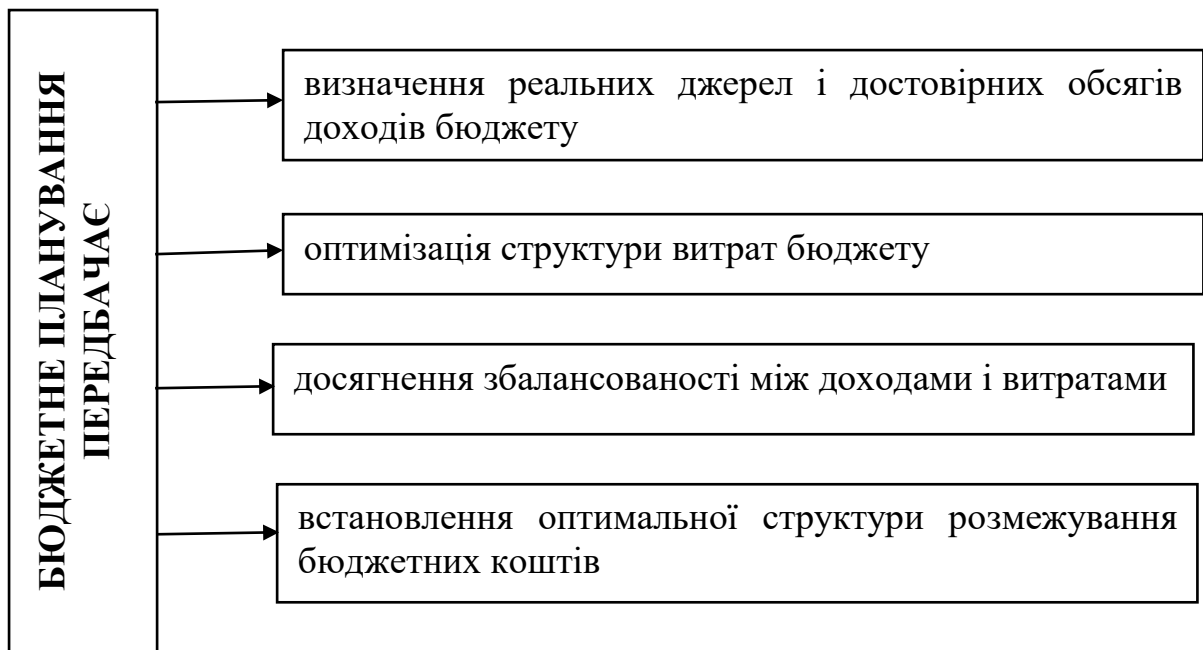 БЮДЖЕТНЕ ПЛАНУВАННЯ
ПЕРЕДБАЧАЄ
визначення реальних джерел і достовірних обсягів
доходів бюджету
оптимізація структури витрат бюджету
досягнення збалансованості між доходами і витратами
встановлення оптимальної структури розмежування
бюджетних коштів